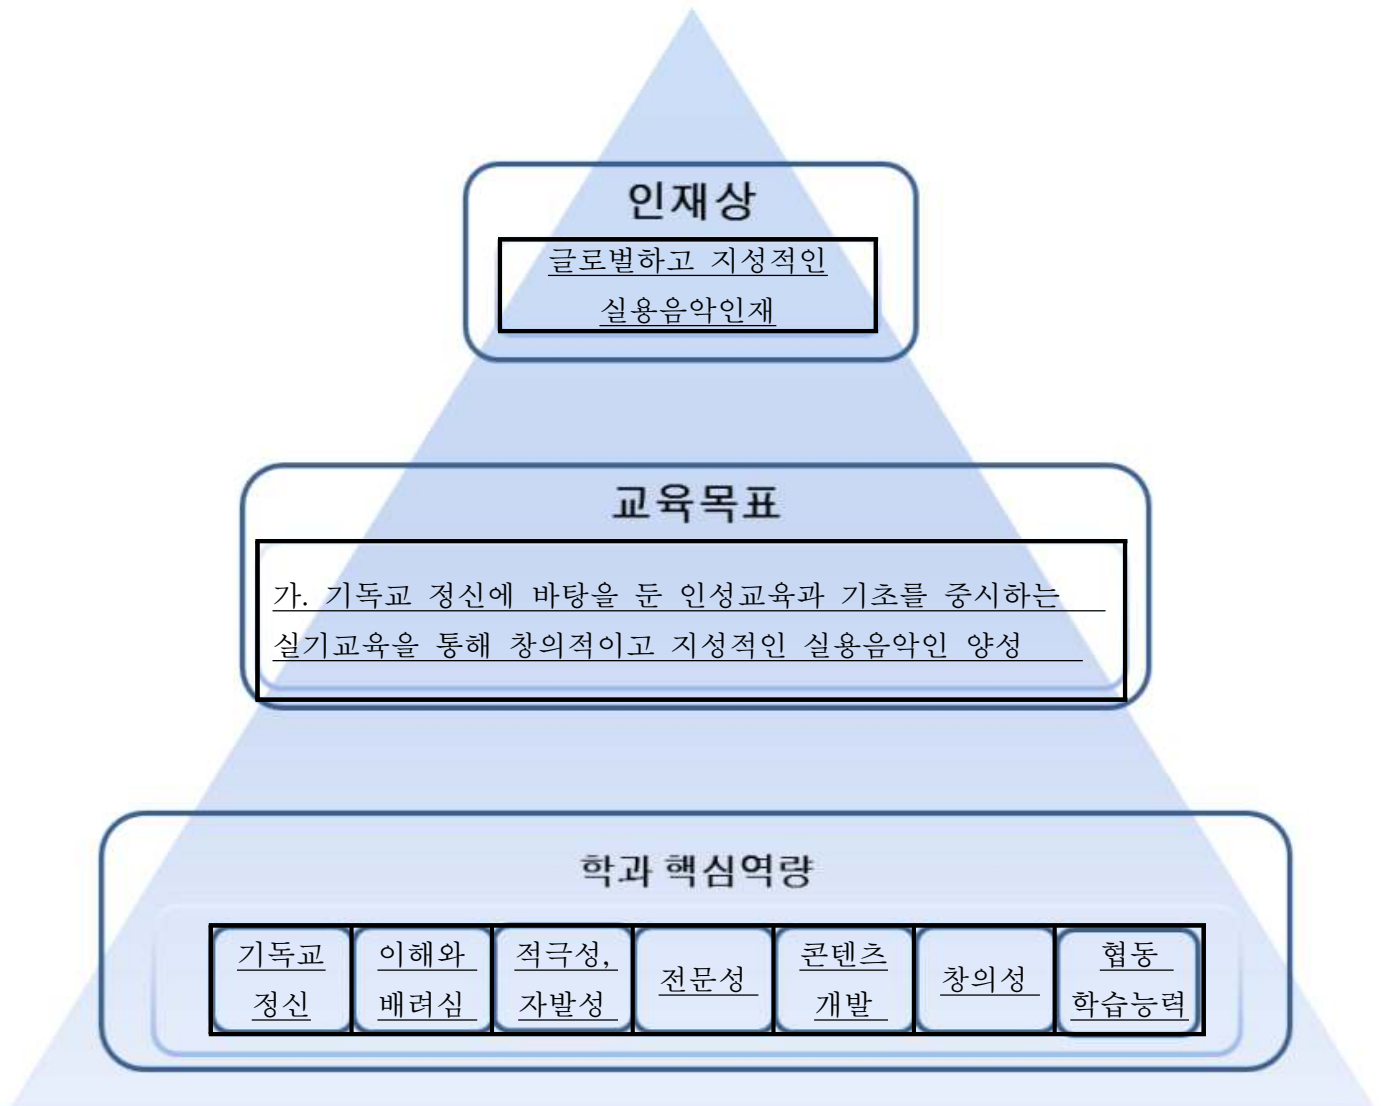 인재상
글로벌하고 지성적인
실용음악인재
교육목표
가. 기독교 정신에 바탕을 둔 인성교육과 기초를 중시하는
실기교육을 통해 창의적이고 지성적인 실용음악인 양성
학과 핵심역량
기독교
정신
이해와
배려심
적극성,
자발성
전문성
콘텐츠
개발
창의성
협동
학습능력